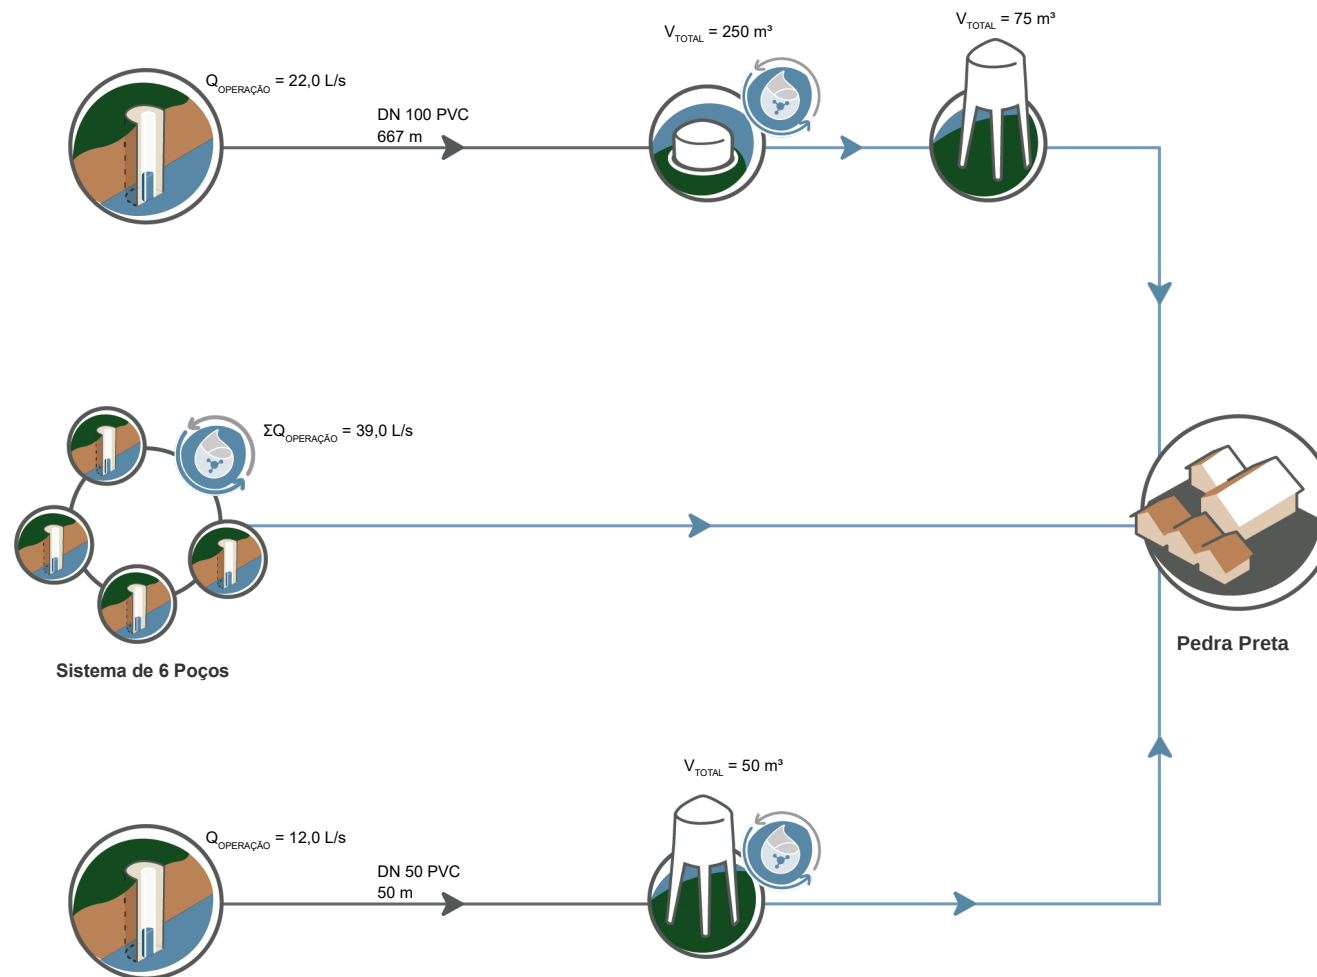 V_TOTAL = 250 m³
V_TOTAL = 75 m³
Q_OPERAÇÃO = 22,0 L/s
DN 100 PVC
667 m
ΣQ_OPERAÇÃO = 39,0 L/s
Sistema de 6 Poços
Pedra Preta
V_TOTAL = 50 m³
Q_OPERAÇÃO = 12,0 L/s
DN 50 PVC
50 m